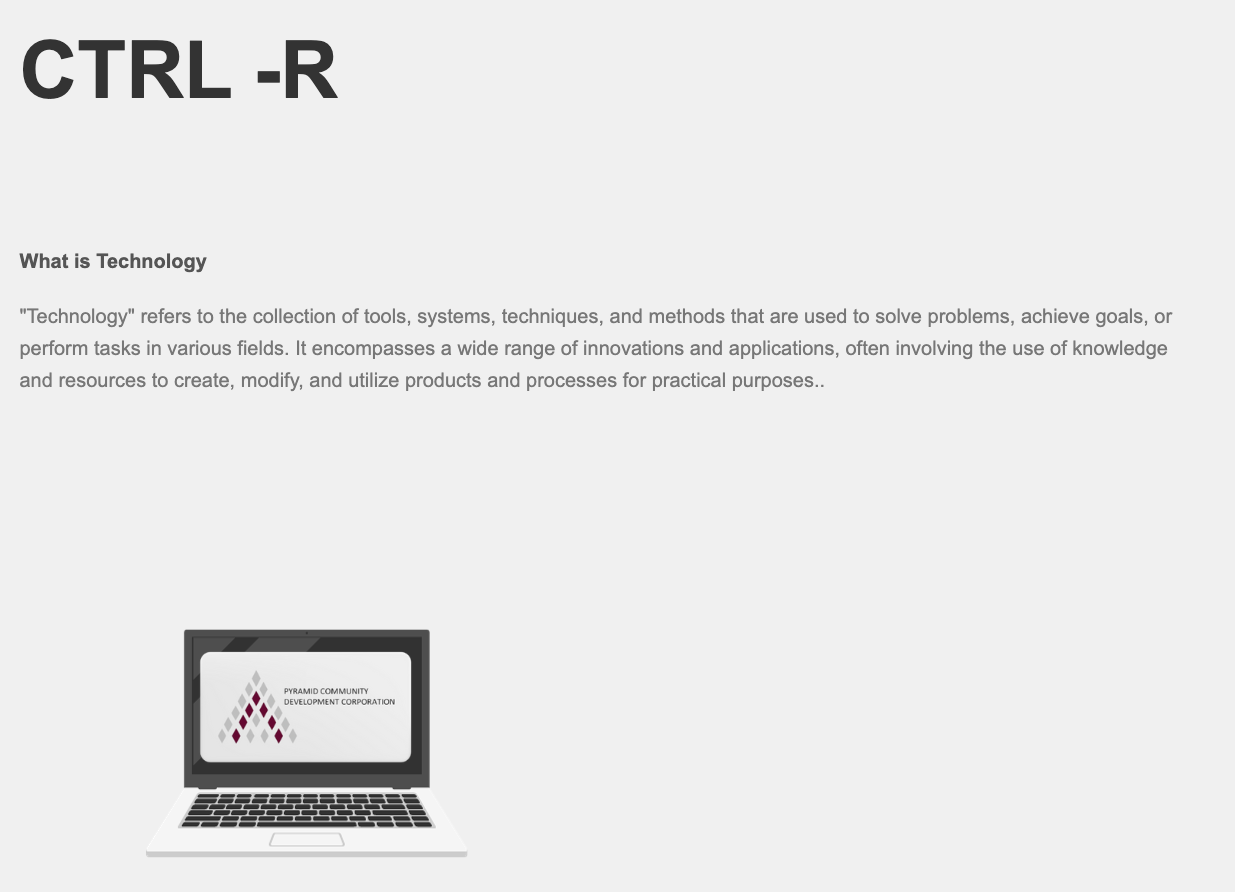 CTRL -R
What is Technology
"Technology" refers to the collection of tools, systems, techniques, and methods that are used to solve problems, achieve goals, or
perform tasks in various fields. It encompasses a wide range of innovations and applications, often involving the use of knowledge
and resources to create, modify, and utilize products and processes for practical purposes..
PYRAMID COMMUNITY
DEVELOPMENT CORPORATION